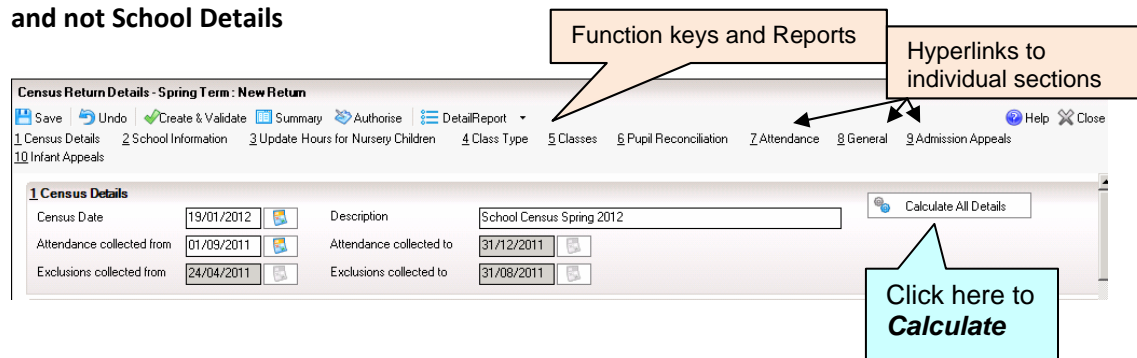 and not School Details
Function keys and Reports
Hyperlinks to
individual sections
Census Return Details - Spring Term : New Return
Save Undo Create & Validate Summary Authorise DetailReport Help Close
1 Census Details 2 School Information 3 Update Hours for Nursery Children 4 Class Type 5 Classes 6 Pupil Reconciliation 7 Attendance 8 General 9 Admission Appeals
10 Infant Appeals
1 Census Details
Census Date 19/01/2012 Description School Census Spring 2012 Calculate All Details
Attendance collected from 01/09/2011 Attendance collected to 31/12/2011
Exclusions collected from 24/04/2011 Exclusions collected to 31/08/2011
Click here to
Calculate